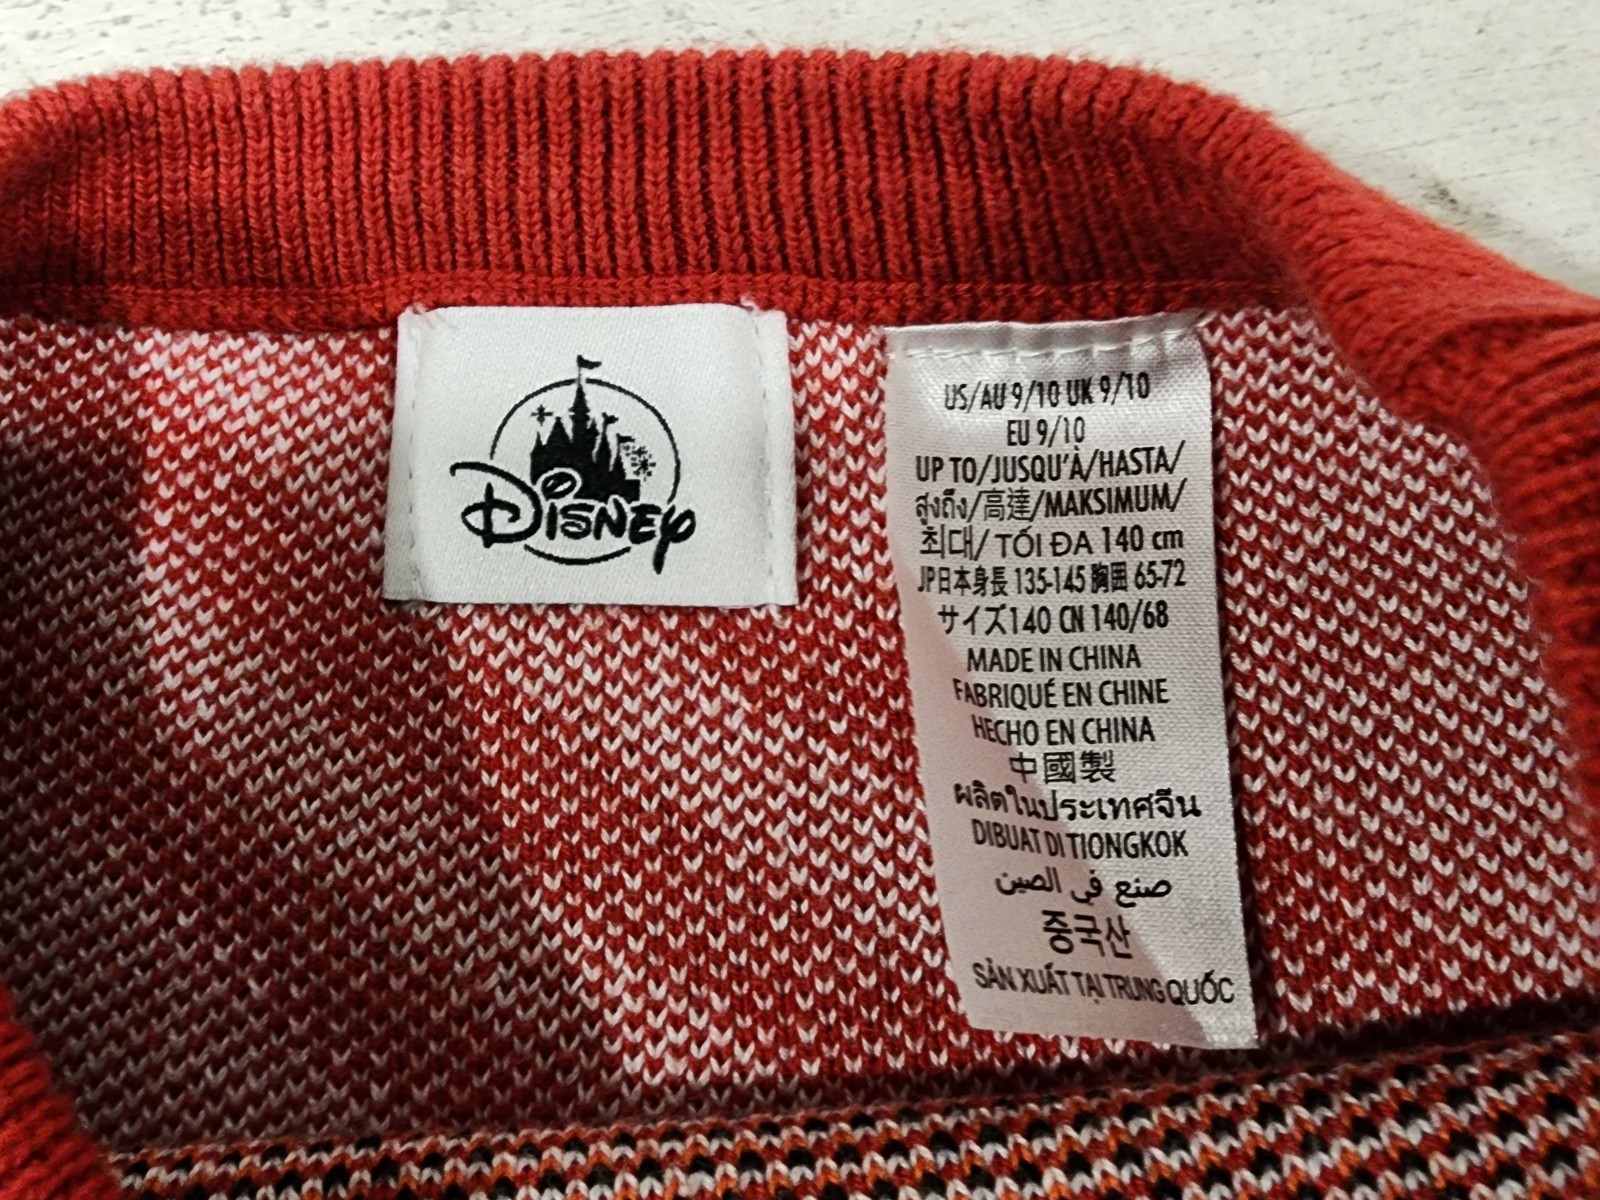 Disney
US/AU 9/10 UK 9/10
EU 9/10
UP TO/JUSQU'À/HASTA/
สูงถึง/高達/MAKSIMUM/
최대/ TỐI ĐA 140 cm
JP日本身長 135-145 胸囲 65-72
サイズ140 CN 140/68
MADE IN CHINA
FABRIQUÉ EN CHINE
HECHO EN CHINA
中國製
ผลิตในประเทศจีน
DIBUAT DI TIONGKOK
صنع في الصين
중국산
SẢN XUẤT TẠI TRUNG QUỐC